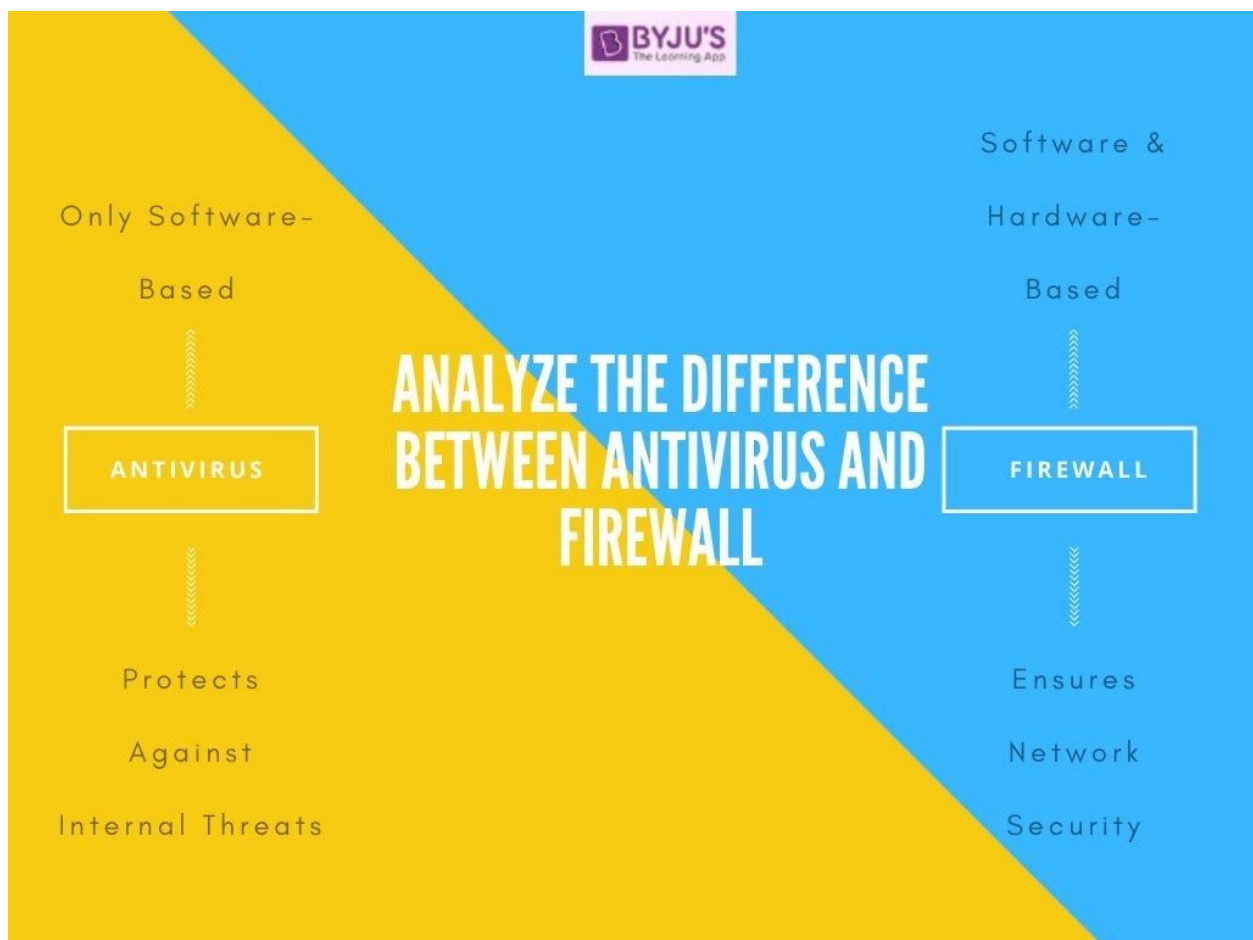 BYJU'S
The Learning App
Only Software-
Based
ANTIVIRUS
Protects
Against
Internal Threats
ANALYZE THE DIFFERENCE
BETWEEN ANTIVIRUS AND
FIREWALL
Software &
Hardware-
Based
FIREWALL
Ensures
Network
Security